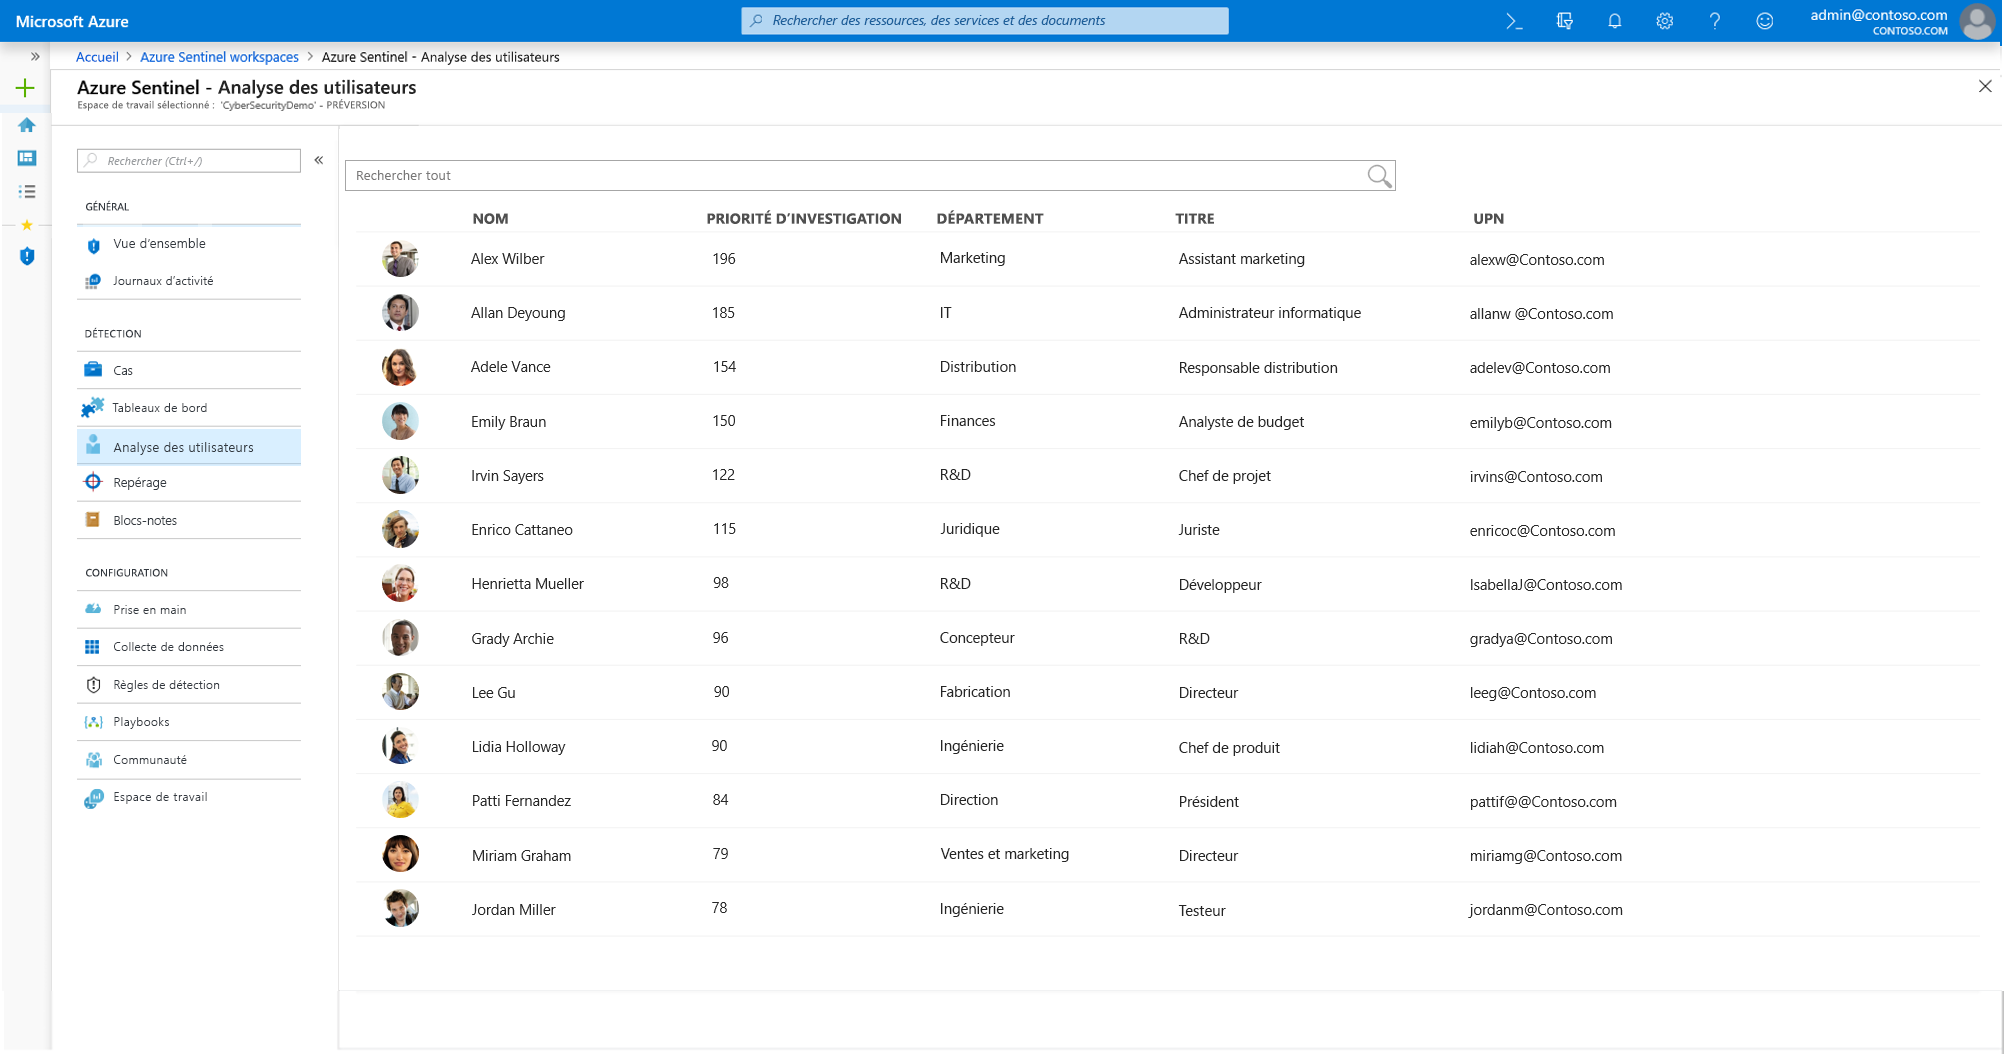 Microsoft Azure
Rechercher des ressources, des services et des documents
admin@contoso.com
CONTOSO.COM
Accueil > Azure Sentinel workspaces > Azure Sentinel - Analyse des utilisateurs
Azure Sentinel - Analyse des utilisateurs
Espace de travail sélectionné : 'CyberSecurityDemo' - PRÉVERSION
Rechercher (Ctrl+/)
GÉNÉRAL
Vue d’ensemble
Journaux d’activité
DÉTECTION
Cas
Tableaux de bord
Analyse des utilisateurs
Repérage
Blocs-notes
CONFIGURATION
Prise en main
Collecte de données
Règles de détection
Playbooks
Communauté
Espace de travail
Rechercher tout
NOM PRIORITÉ D’INVESTIGATION DÉPARTEMENT TITRE UPN
Alex Wilber 196 Marketing Assistant marketing alexw@Contoso.com
Allan Deyoung 185 IT Administrateur informatique allanw @Contoso.com
Adele Vance 154 Distribution Responsable distribution adelev@Contoso.com
Emily Braun 150 Finances Analyste de budget emilyb@Contoso.com
Irvin Sayers 122 R&D Chef de projet irvins@Contoso.com
Enrico Cattaneo 115 Juridique Juriste enricoc@Contoso.com
Henrietta Mueller 98 R&D Développeur IsabellaJ@Contoso.com
Grady Archie 96 Concepteur R&D gradya@Contoso.com
Lee Gu 90 Fabrication Directeur leeg@Contoso.com
Lidia Holloway 90 Ingénierie Chef de produit lidiah@Contoso.com
Patti Fernandez 84 Direction Président pattif@@Contoso.com
Miriam Graham 79 Ventes et marketing Directeur miriamg@Contoso.com
Jordan Miller 78 Ingénierie Testeur jordanm@Contoso.com